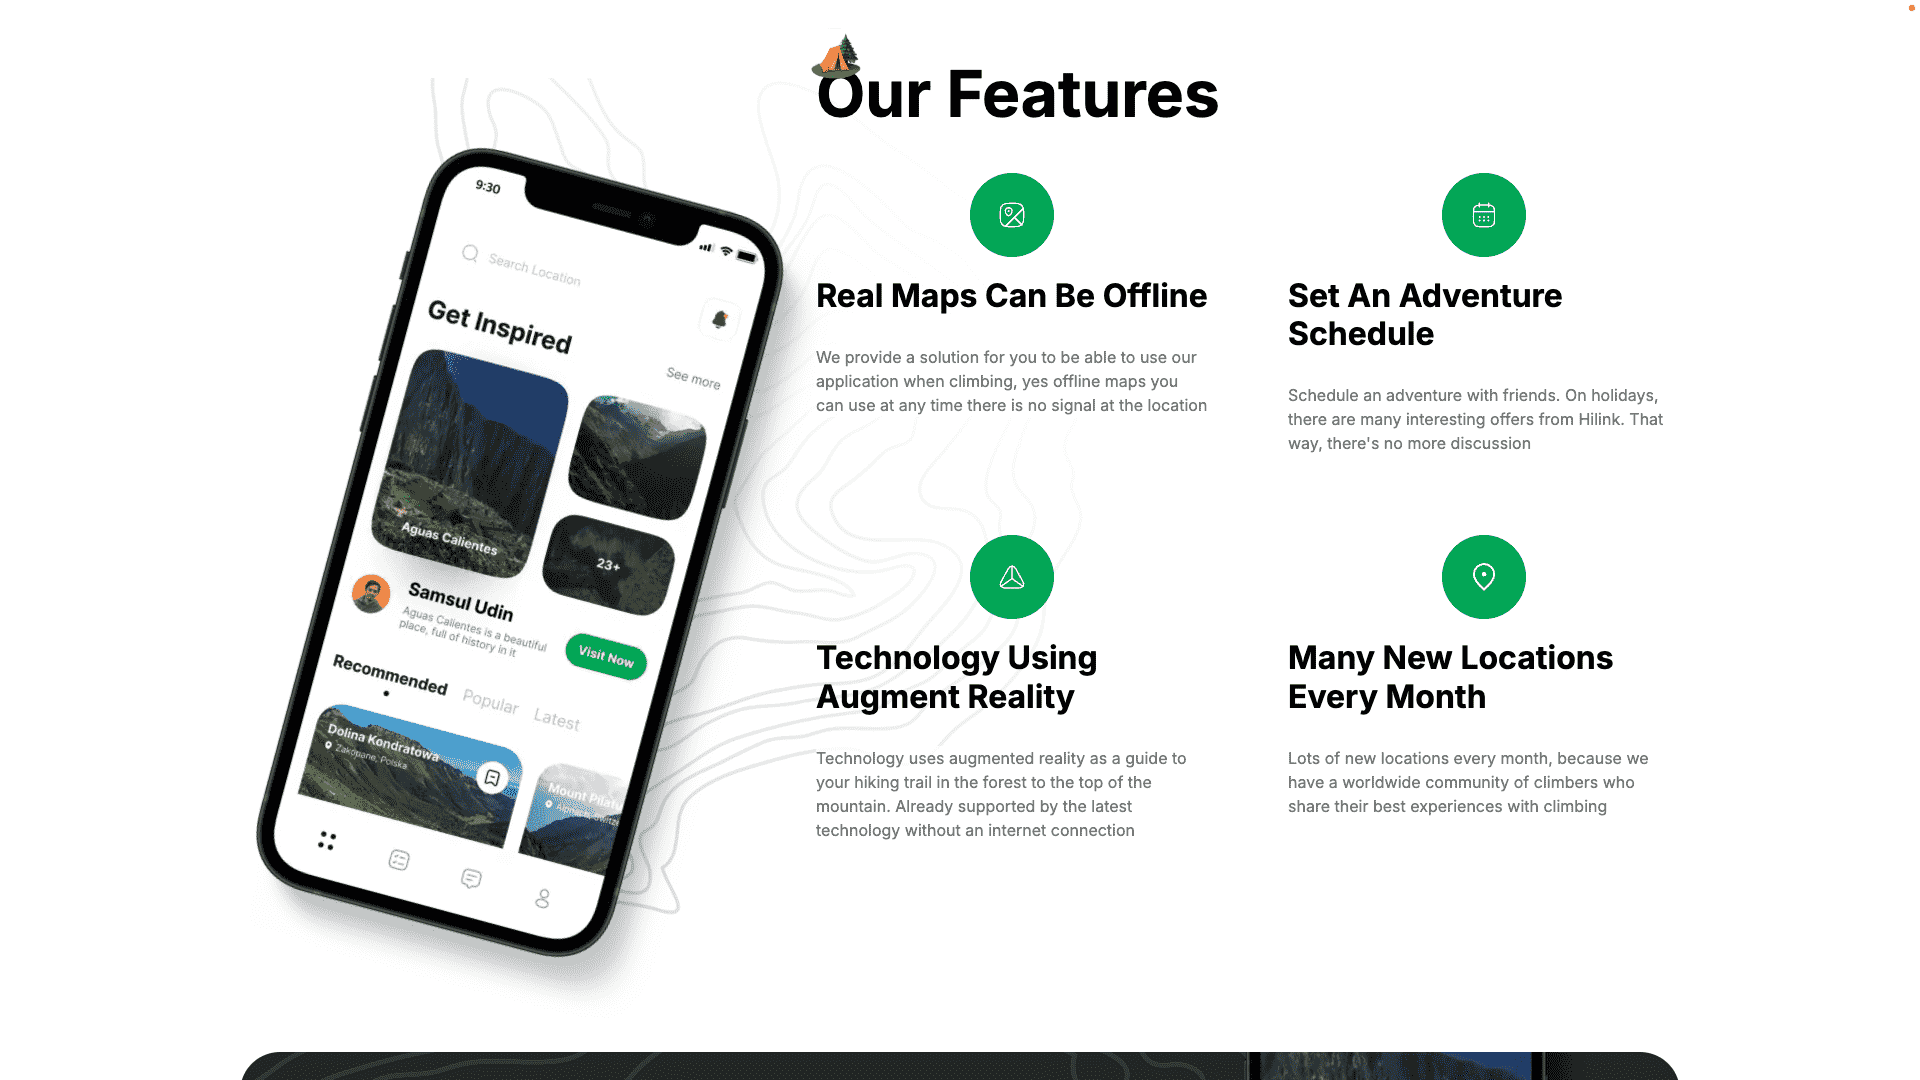 Our Features
9:30
Search Location
Get Inspired
See more
Aguas Calientes
23+
Samsul Udin
Aguas Calientes is a beautiful
place, full of history in it
Visit Now
Recommended
Popular
Latest
Dolina Kondratowa
Zakopane, Polska
Real Maps Can Be Offline
We provide a solution for you to be able to use our
application when climbing, yes offline maps you
can use at any time there is no signal at the location
Set An Adventure
Schedule
Schedule an adventure with friends. On holidays,
there are many interesting offers from Hilink. That
way, there's no more discussion
Technology Using
Augment Reality
Technology uses augmented reality as a guide to
your hiking trail in the forest to the top of the
mountain. Already supported by the latest
technology without an internet connection
Many New Locations
Every Month
Lots of new locations every month, because we
have a worldwide community of climbers who
share their best experiences with climbing